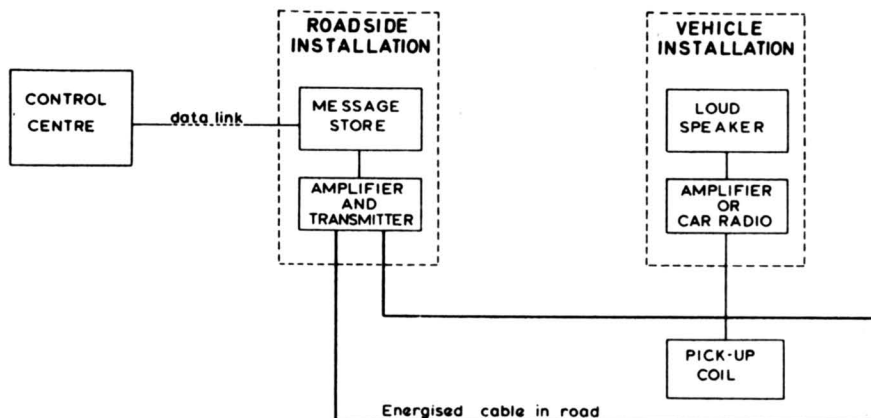 ROADSIDE
INSTALLATION
VEHICLE
INSTALLATION
CONTROL
CENTRE
data link
MESSAGE
STORE
AMPLIFIER
AND
TRANSMITTER
LOUD
SPEAKER
AMPLIFIER
OR
CAR RADIO
PICK-UP
COIL
Energised cable in road